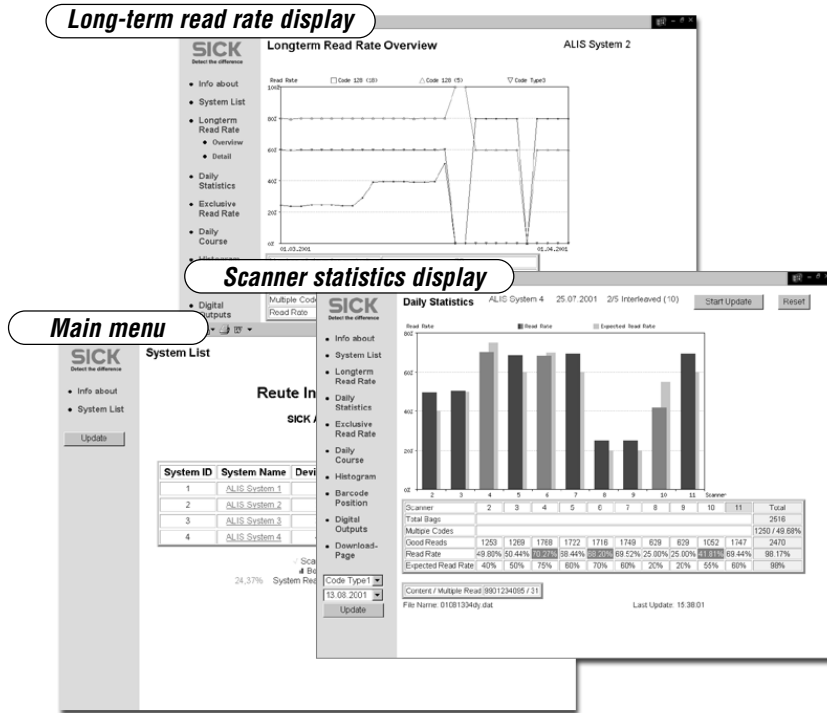 Long-term read rate display
SICK
Detect the difference
Longterm Read Rate Overview
ALIS System 2
Info about
System List
Longterm
Read Rate
Overview
Detail
Daily
Statistics
Exclusive
Read Rate
Daily
Course
Digital
Outputs
Read Rate
Code 128 (10)
Code 128 (5)
Code Type3
100%
80%
60%
40%
20%
0%
01.03.2001
01.04.2001
Multiple Cod
Read Rate
Scanner statistics display
SICK
Detect the difference
Daily Statistics
ALIS System 4
25.07.2001
2/5 Interleaved (10)
Start Update
Reset
Info about
System List
Longterm
Read Rate
Daily
Statistics
Exclusive
Read Rate
Daily
Course
Histogram
Barcode
Position
Digital
Outputs
Download-
Page
Code Type1
13.08.2001
Update
Read Rate
Read Rate
Expected Read Rate
80%
60%
40%
20%
0%
2 3 4 5 6 7 8 9 10 11 Scanner
Scanner 2 3 4 5 6 7 8 9 10 11 Total
Total Bags 2516
Multiple Codes 1250 / 49.68%
Good Reads 1253 1269 1768 1722 1716 1749 629 629 1052 1747 2470
Read Rate 49.80% 50.44% 70.27% 68.44% 68.20% 69.52% 25.00% 25.00% 41.81% 69.44% 98.17%
Expected Read Rate 40% 50% 75% 60% 70% 60% 20% 20% 55% 60% 98%
Content / Multiple Read 9901234085 / 31
File Name: 01081334dy.dat
Last Update: 15:38:01
Main menu
SICK
Detect the difference
System List
Info about
System List
Update
Reute In
SICK A
System ID System Name Devi
1 ALIS System 1
2 ALIS System 2
3 ALIS System 3
4 ALIS System 4
Sca
Be
24,37% System Rea